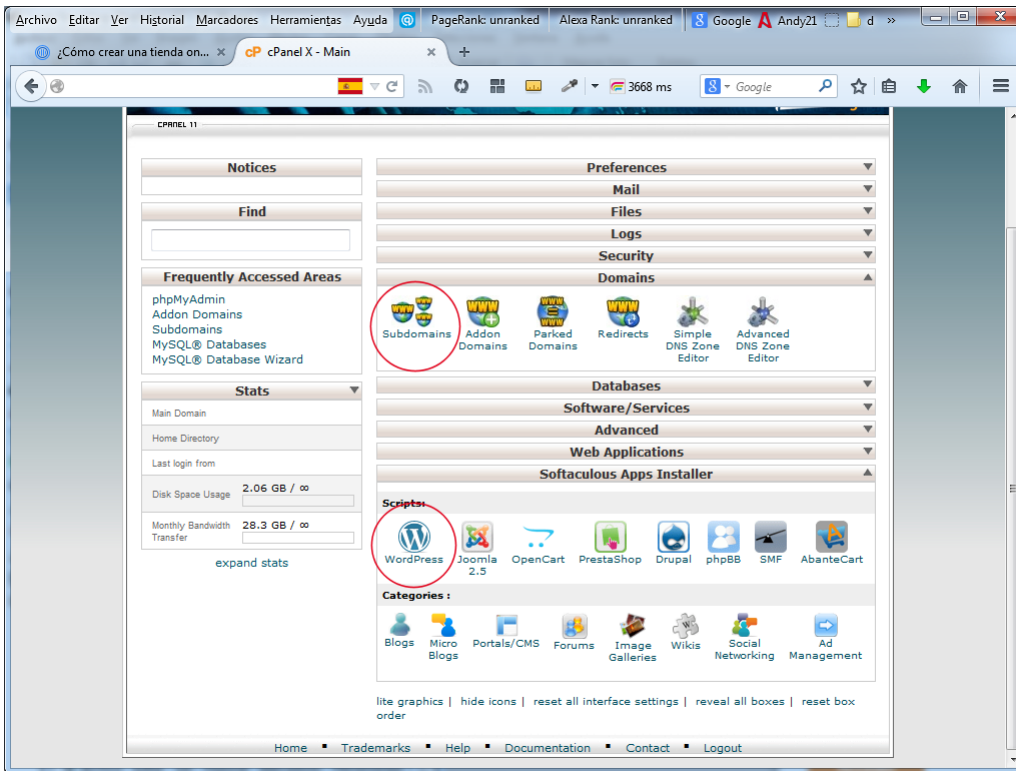 Archivo Editar Ver Historial Marcadores Herramientas Ayuda PageRank: unranked Alexa Rank: unranked Google Andy21 d »
¿Cómo crear una tienda on... × cP cPanel X - Main × +
3668 ms 8 Google
CPANEL 11
Notices
Find
Frequently Accessed Areas
phpMyAdmin
Addon Domains
Subdomains
MySQL® Databases
MySQL® Database Wizard
Stats
Main Domain
Home Directory
Last login from
Disk Space Usage 2.06 GB / ∞
Monthly Bandwidth Transfer 28.3 GB / ∞
expand stats
Preferences
Mail
Files
Logs
Security
Domains
Subdomains Addon Domains Parked Domains Redirects Simple DNS Zone Editor Advanced DNS Zone Editor
Databases
Software/Services
Advanced
Web Applications
Softaculous Apps Installer
Scripts:
WordPress Joomla 2.5 OpenCart PrestaShop Drupal phpBB SMF AbanteCart
Categories :
Blogs Micro Blogs Portals/CMS Forums Image Galleries Wikis Social Networking Ad Management
lite graphics | hide icons | reset all interface settings | reveal all boxes | reset box
order
Home ▪ Trademarks ▪ Help ▪ Documentation ▪ Contact ▪ Logout